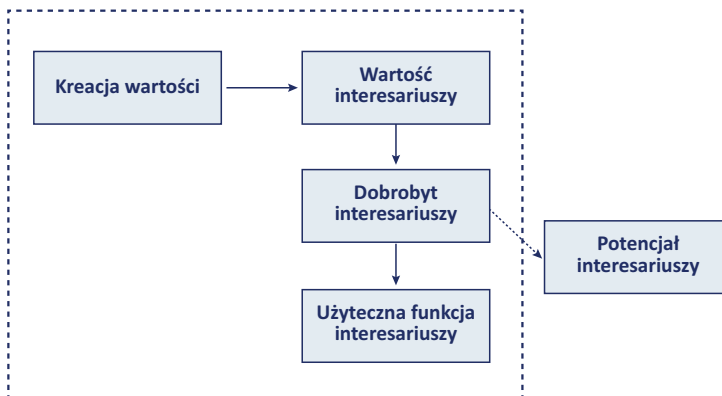 Kreacja wartości
Wartość
interesariuszy
Dobrobyt
interesariuszy
Potencjał
interesariuszy
Użyteczna funkcja
interesariuszy